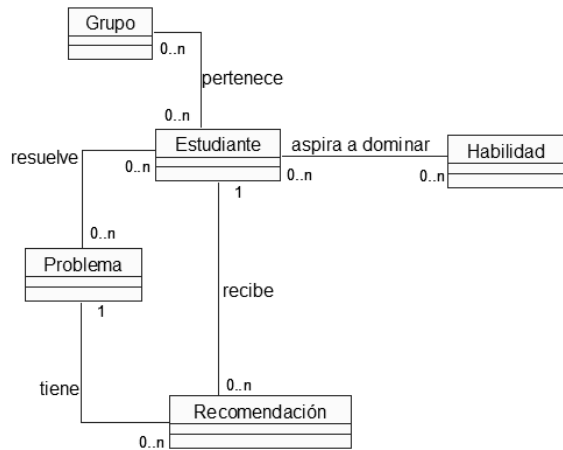 Grupo
0..n
pertenece
0..n
Estudiante
aspira a dominar
Habilidad
resuelve
0..n
0..n
0..n
1
0..n
Problema
1
recibe
tiene
0..n
Recomendación
0..n